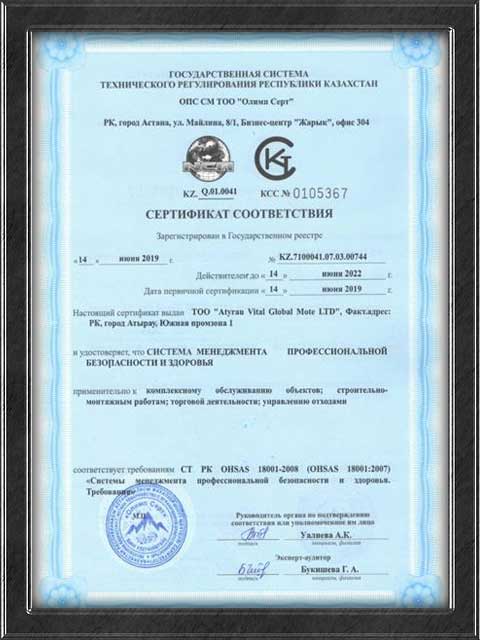 ГОСУДАРСТВЕННАЯ СИСТЕМА
ТЕХНИЧЕСКОГО РЕГУЛИРОВАНИЯ РЕСПУБЛИКИ КАЗАХСТАН
ОПС СМ ТОО "Олимп Серт"
РК, город Астана, ул. Майлина, 8/1, Бизнес-центр "Жарык", офис 304
KZ. Q.01.0041 КСС № 0105367
СЕРТИФИКАТ СООТВЕТСТВИЯ
Зарегистрирован в Государственном реестре
«14 » июня 2019 г. № KZ.7100041.07.03.00744
Действителен до « 14 » июня 2022 г.
Дата первичной сертификации « 14 » июня 2019 г.
Настоящий сертификат выдан ТОО "Atyrau Vital Global Mote LTD", Факт.адрес:
РК, город Атырау, Южная промзона 1
и удостоверяет, что СИСТЕМА МЕНЕДЖМЕНТА ПРОФЕССИОНАЛЬНОЙ
БЕЗОПАСНОСТИ И ЗДОРОВЬЯ
применительно к комплексному обслуживанию объектов; строительно-
монтажным работам; торговой деятельности; управлению отходами
соответствует требованиям СТ РК OHSAS 18001-2008 (OHSAS 18001:2007)
«Системы менеджмента профессиональной безопасности и здоровья.
Требования»
М.П.
«Олимп Серт»
Руководитель органа по подтверждению
соответствия или уполномоченное им лицо
Уалиева А.К.
подпись инициалы, фамилия
Эксперт-аудитор
Букишева Г. А.
подпись инициалы, фамилия